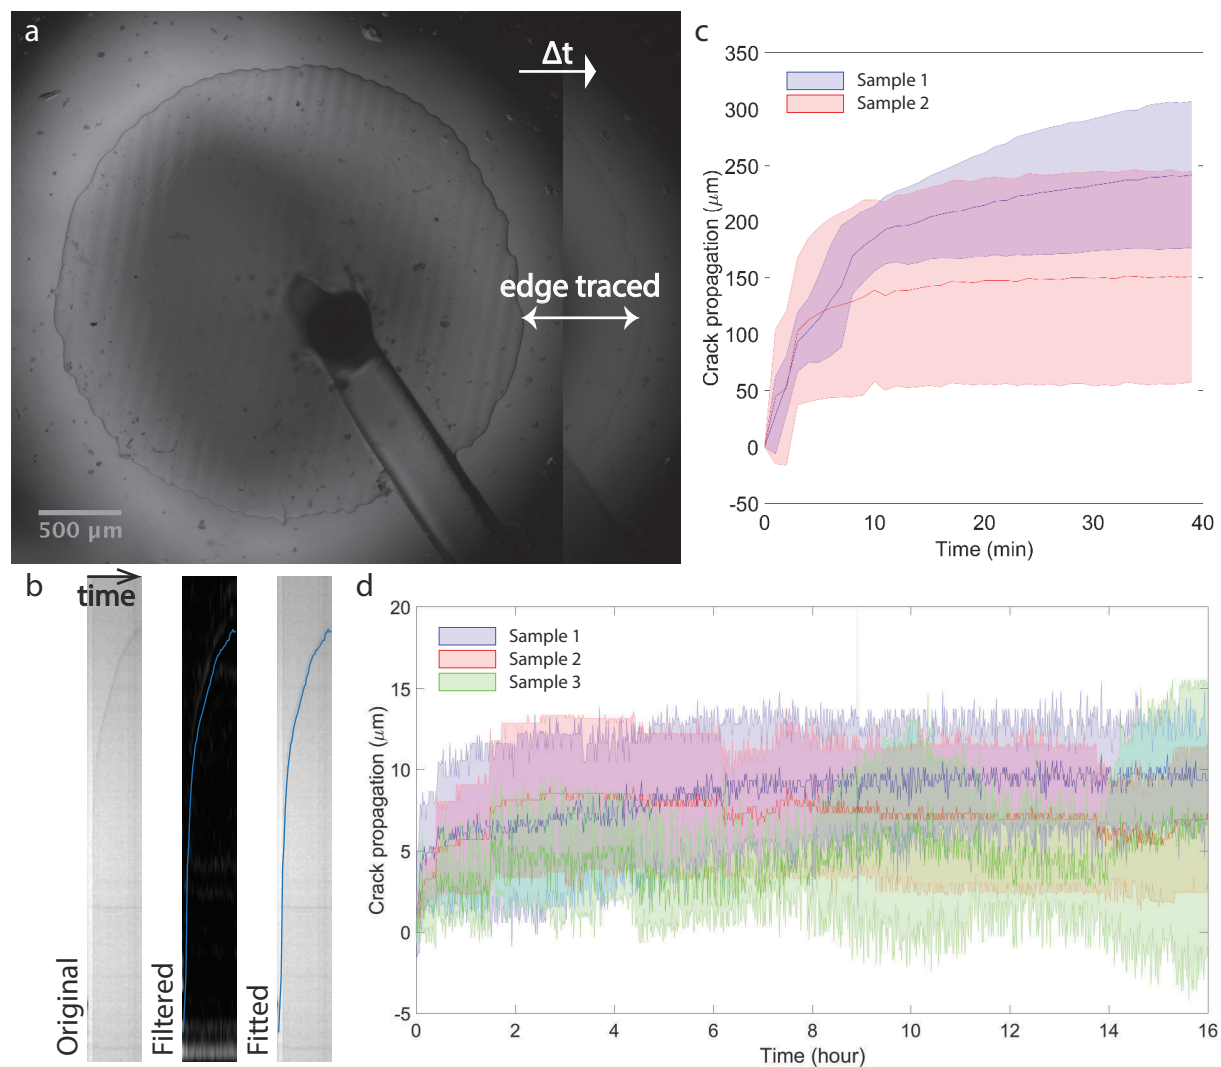 a
Δt
edge traced
500 μm
b
time
Original
Filtered
Fitted
c
350
300
250
200
150
100
50
0
-50
Crack propagation (μm)
Sample 1
Sample 2
0 10 20 30 40
Time (min)
d
20
15
10
5
0
-5
Crack propagation (μm)
Sample 1
Sample 2
Sample 3
0 2 4 6 8 10 12 14 16
Time (hour)